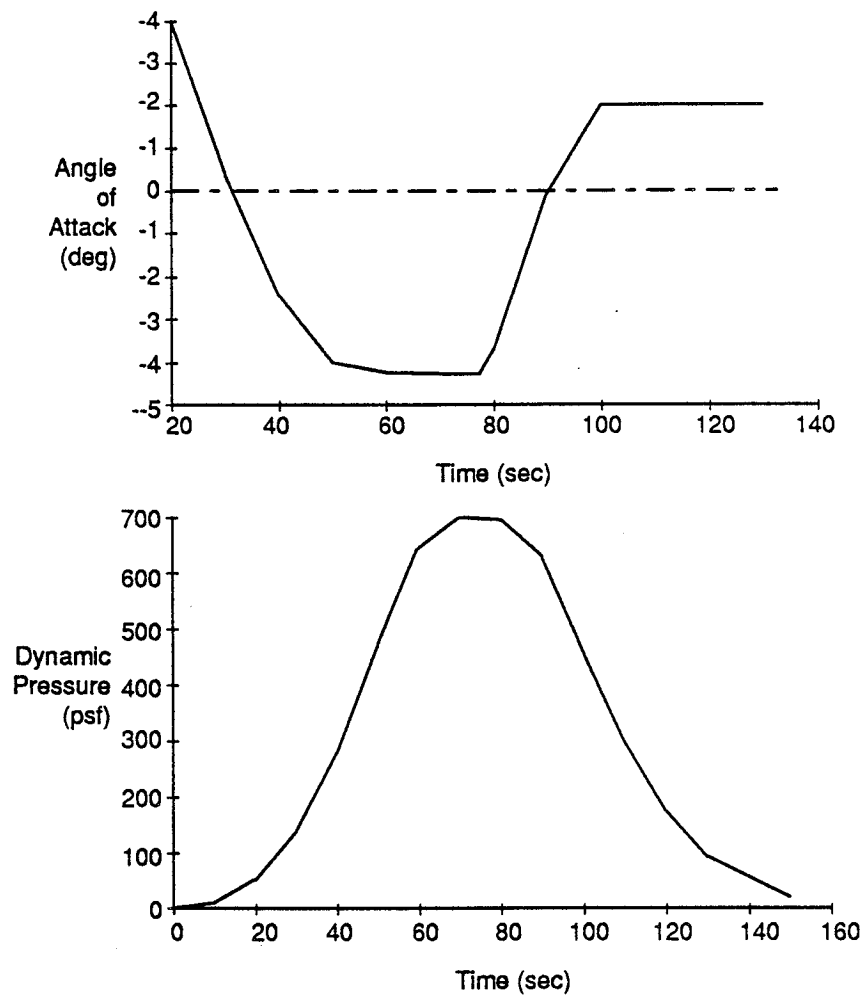 -4
-3
-2
-1
0
-1
-2
-3
-4
--5
Angle
of
Attack
(deg)
20 40 60 80 100 120 140
Time (sec)
700
600
500
400
300
200
100
0
Dynamic
Pressure
(psf)
0 20 40 60 80 100 120 140 160
Time (sec)